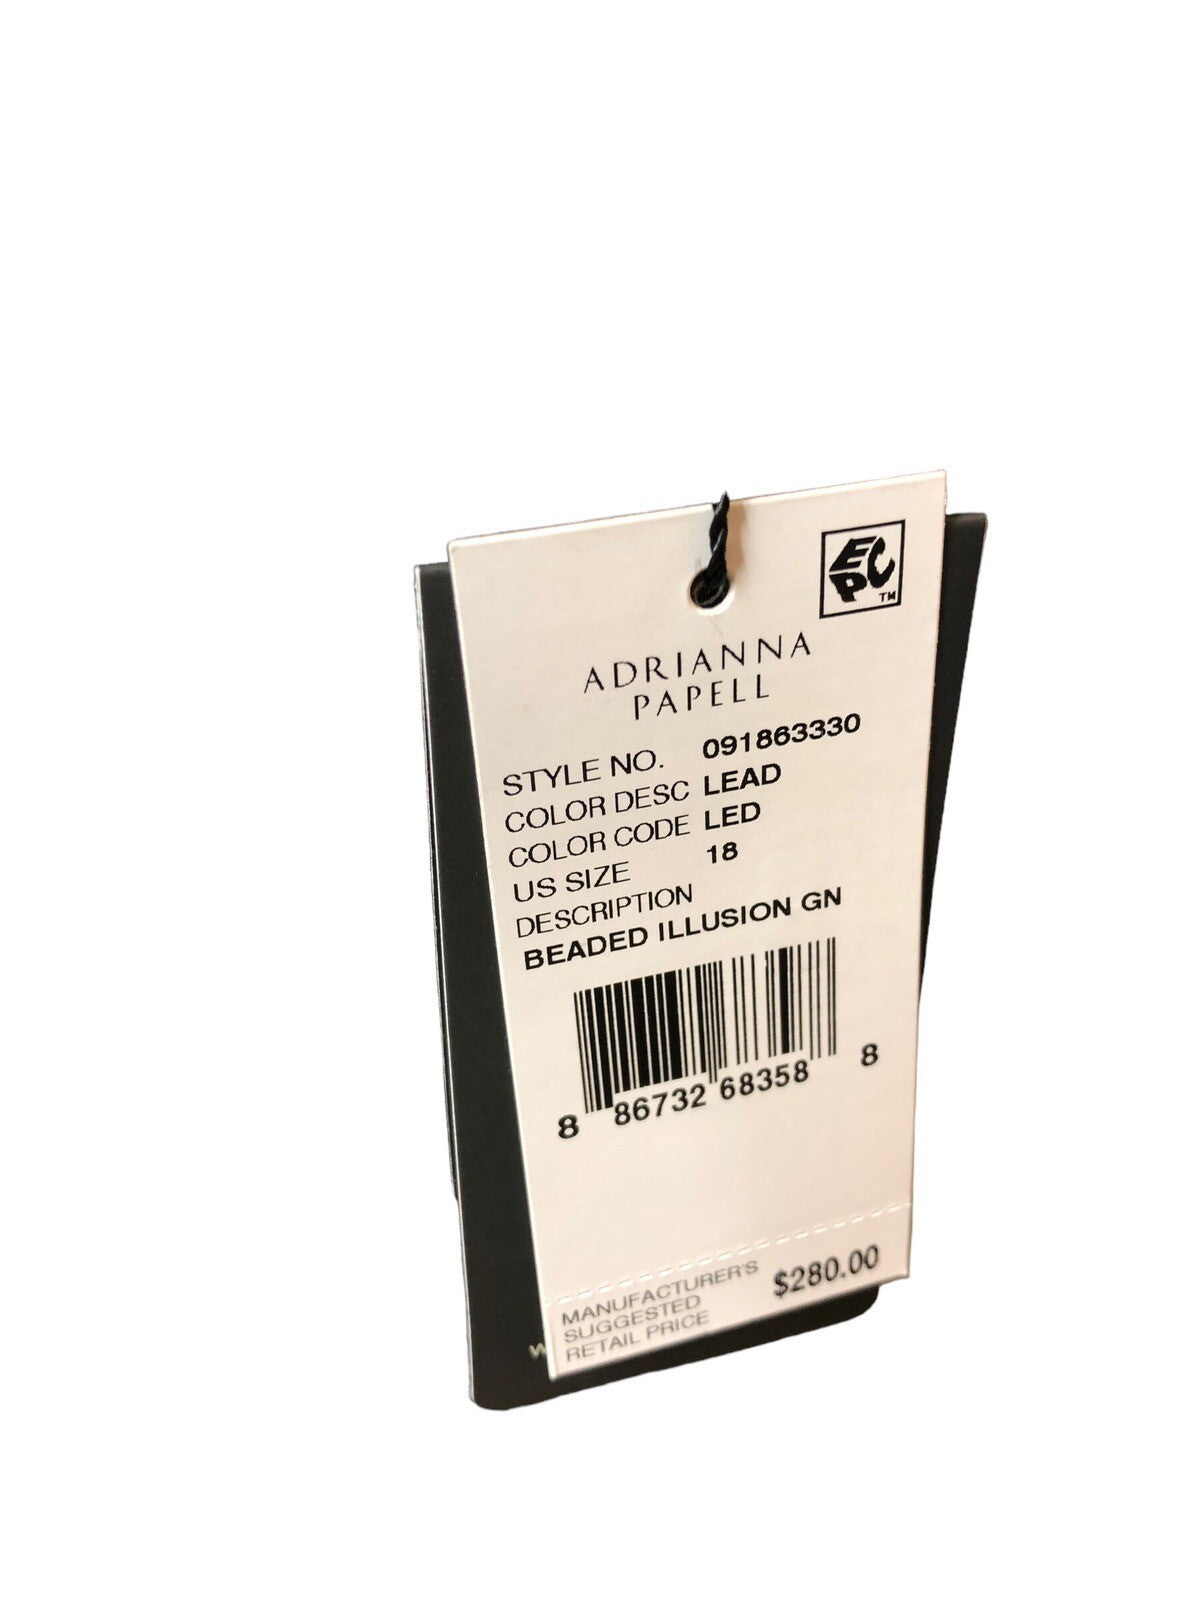 EPC TM
ADRIANNA
PAPELL
STYLE NO. 091863330
COLOR DESC LEAD
COLOR CODE LED
US SIZE 18
DESCRIPTION
BEADED ILLUSION GN
8 86732 68358 8
MANUFACTURER'S
SUGGESTED
RETAIL PRICE
$280.00